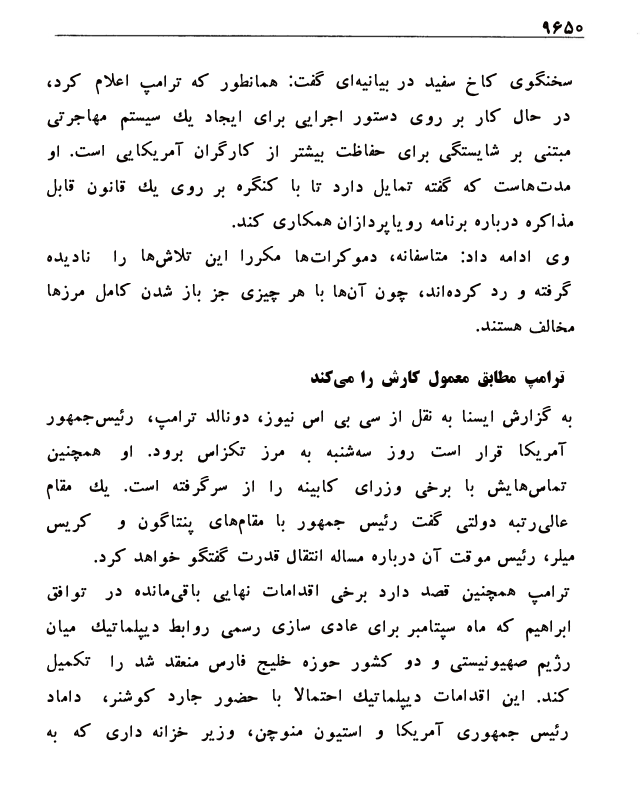 ۹۶۵۰
سخنگوی کاخ سفید در بیانیه‌ای گفت: همانطور که ترامپ اعلام کرد،
در حال کار بر روی دستور اجرایی برای ایجاد یك سیستم مهاجرتی
مبتنی بر شایستگی برای حفاظت بیشتر از کارگران آمریکایی است. او
مدت‌هاست که گفته تمایل دارد تا با کنگره بر روی یك قانون قابل
مذاکره درباره برنامه رویاپردازان همکاری کند.
وی ادامه داد: متاسفانه، دموکرات‌ها مکررا این تلاش‌ها را نادیده
گرفته و رد کرده‌اند، چون آن‌ها با هر چیزی جز باز شدن کامل مرزها
مخالف هستند.
ترامپ مطابق معمول کارش را می‌کند
به گزارش ایسنا به نقل از سی بی اس نیوز، دونالد ترامپ، رئیس‌جمهور
آمریکا قرار است روز سه‌شنبه به مرز تکزاس برود. او همچنین
تماس‌هایش با برخی وزرای کابینه را از سرگرفته است. یك مقام
عالی‌رتبه دولتی گفت رئیس جمهور با مقام‌های پنتاگون و کریس
میلر، رئیس موقت آن درباره مساله انتقال قدرت گفتگو خواهد کرد.
ترامپ همچنین قصد دارد برخی اقدامات نهایی باقی‌مانده در توافق
ابراهیم که ماه سپتامبر برای عادی سازی رسمی روابط دیپلماتیك میان
رژیم صهیونیستی و دو کشور حوزه خلیج فارس منعقد شد را تکمیل
کند. این اقدامات دیپلماتیك احتمالا با حضور جارد کوشنر، داماد
رئیس جمهوری آمریکا و استیون منوچن، وزیر خزانه داری که به